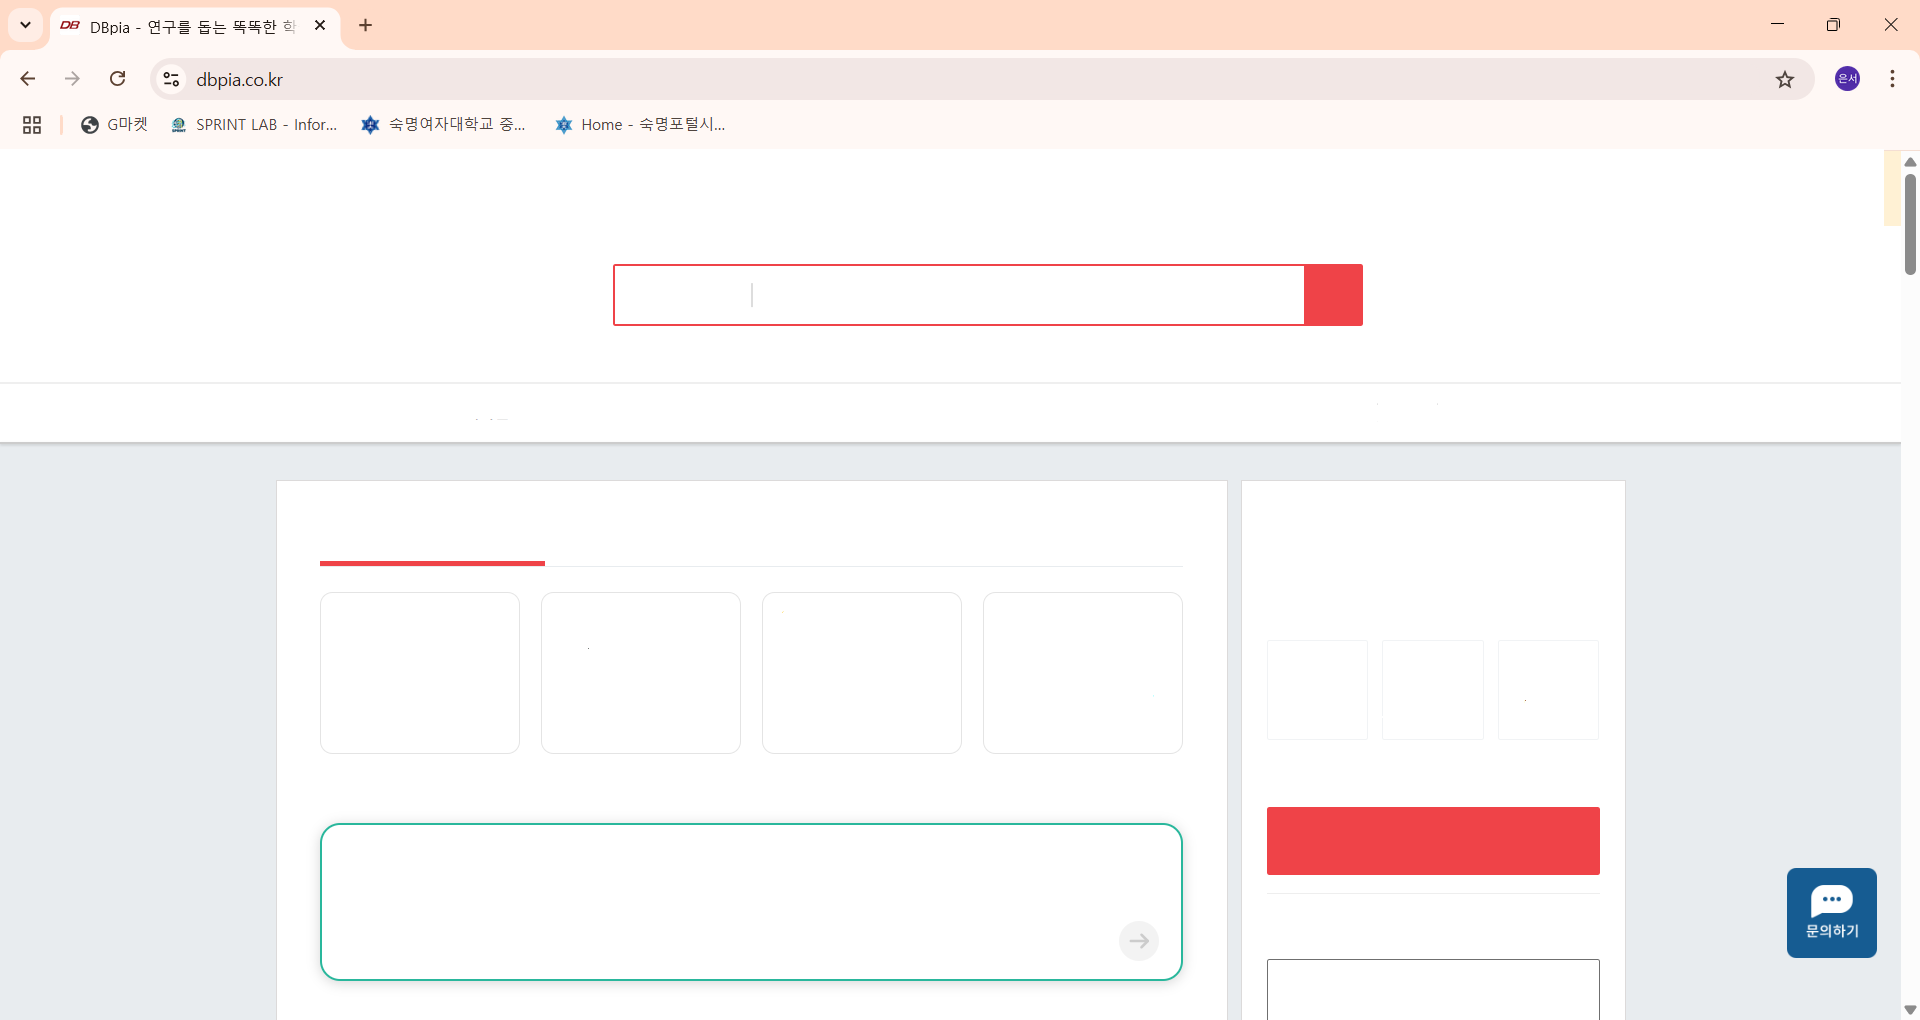 DB DBpia - 연구를 돕는 똑똑한 학
dbpia.co.kr
은서
G마켓
SPRINT LAB - Infor...
숙명여자대학교 중...
Home - 숙명포털시...
문의하기